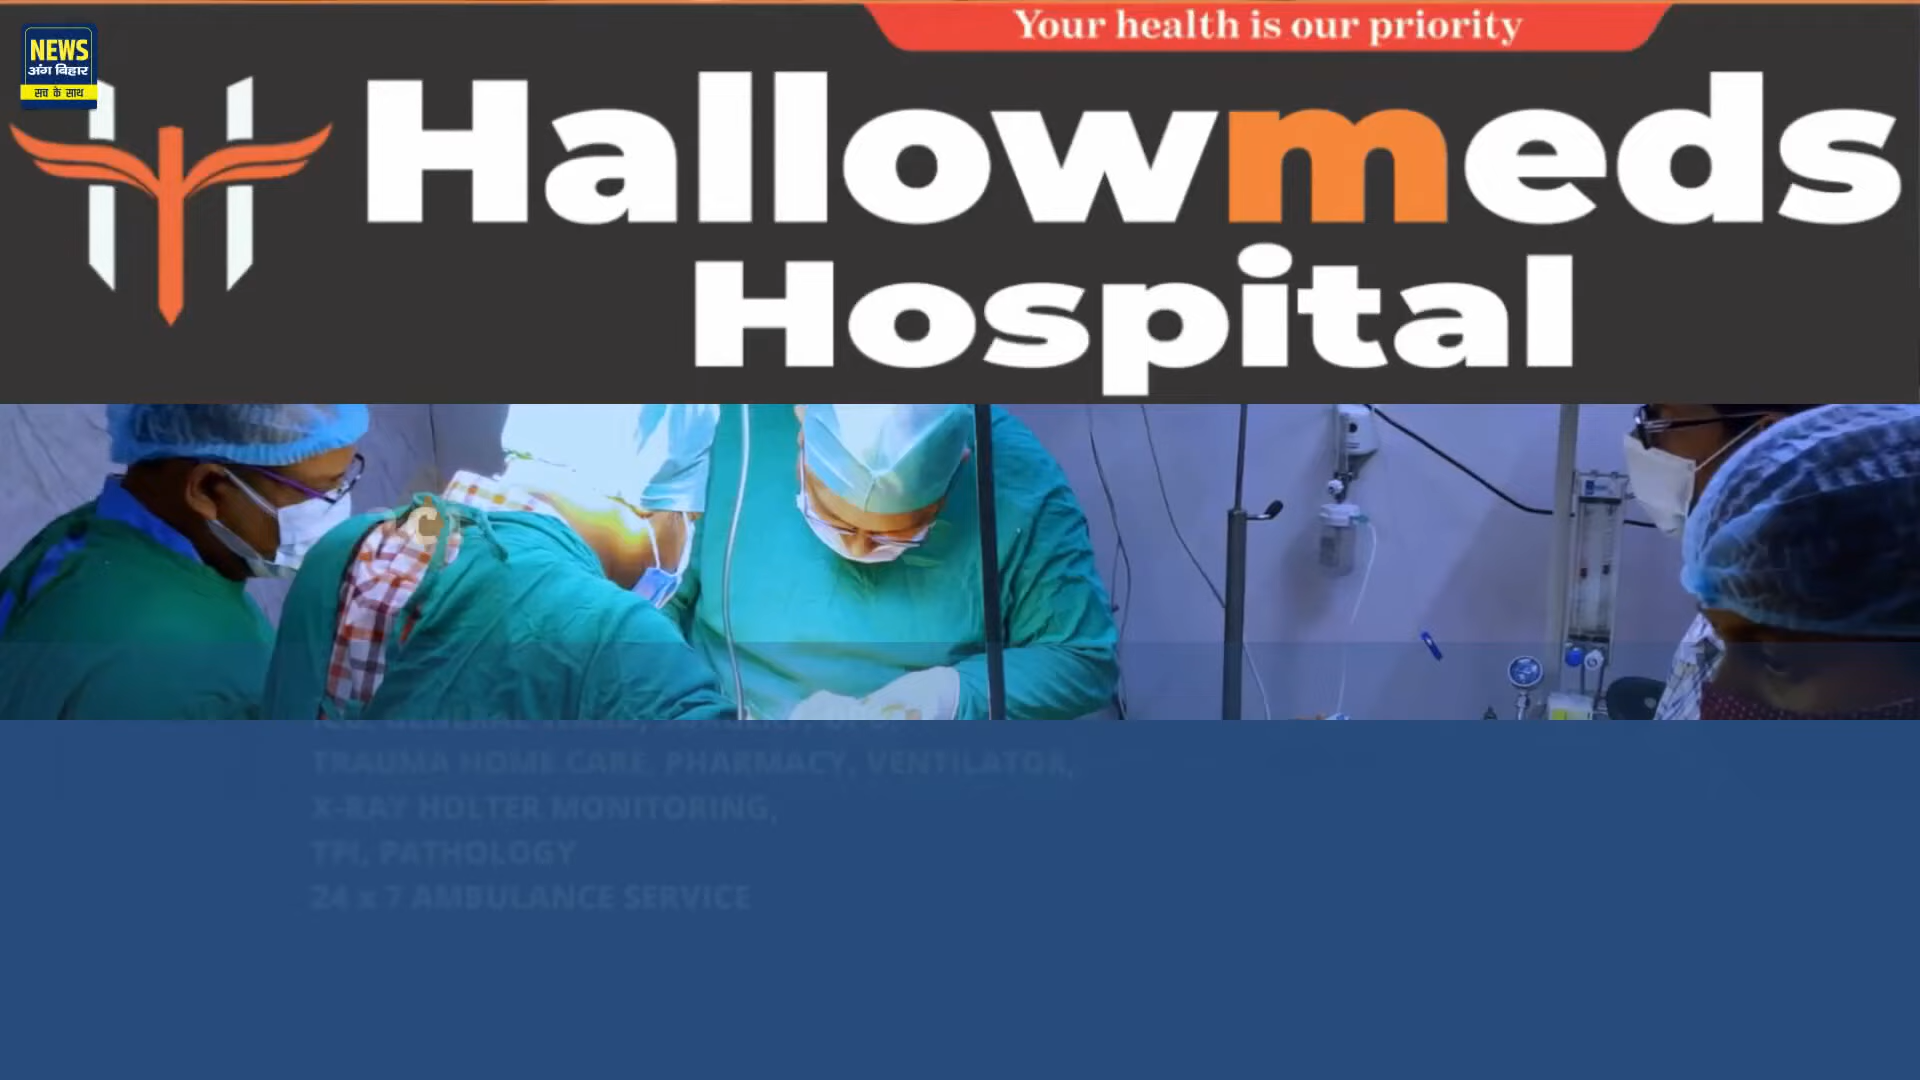 Your health is our priority
NEWS
अंग बिहार
सच के साथ
Hallowmeds
Hospital
TRAUMA HOME CARE, PHARMACY, VENTILATOR,
X-RAY HOLTER MONITORING,
TPI, PATHOLOGY
24 x 7 AMBULANCE SERVICE